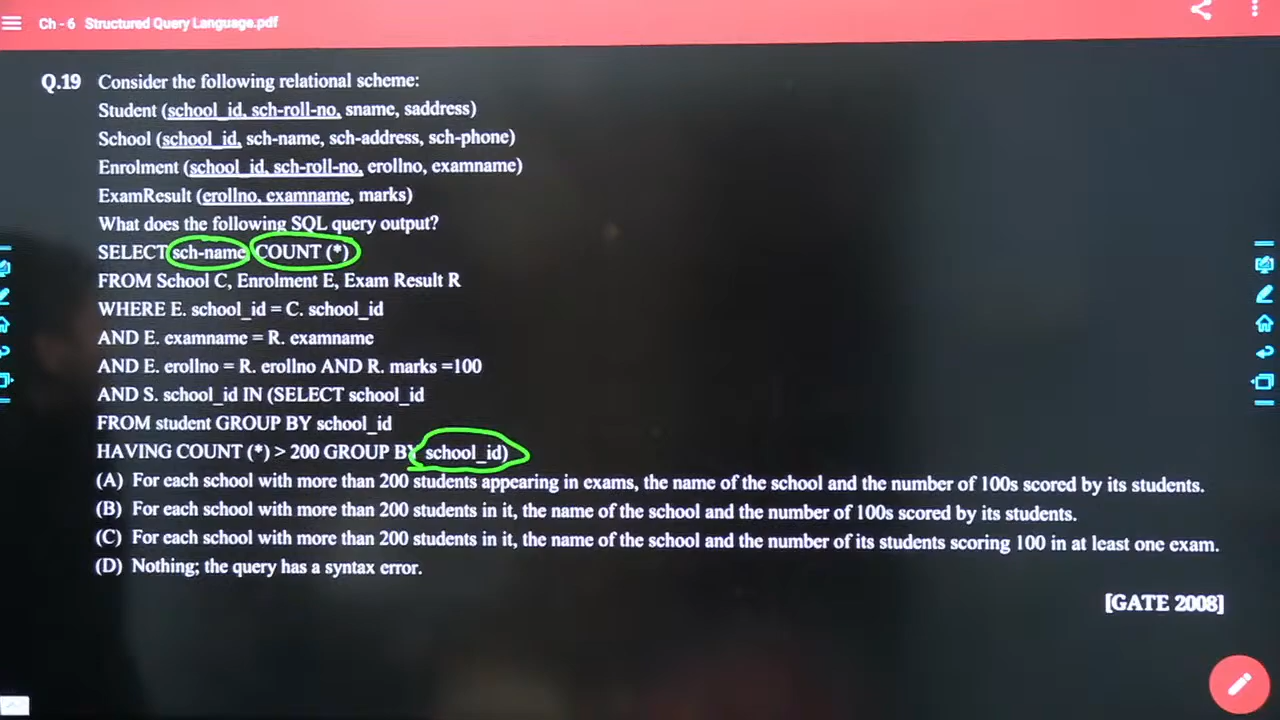 Ch - 6 Structured Query Language.pdf
Q.19 Consider the following relational scheme:
Student (school_id, sch-roll-no, sname, saddress)
School (school_id, sch-name, sch-address, sch-phone)
Enrolment (school_id, sch-roll-no, erollno, examname)
ExamResult (erollno, examname, marks)
What does the following SQL query output?
SELECT sch-name COUNT (*)
FROM School C, Enrolment E, Exam Result R
WHERE E. school_id = C. school_id
AND E. examname = R. examname
AND E. erollno = R. erollno AND R. marks =100
AND S. school_id IN (SELECT school_id
FROM student GROUP BY school_id
HAVING COUNT (*) > 200 GROUP BY school_id)
(A) For each school with more than 200 students appearing in exams, the name of the school and the number of 100s scored by its students.
(B) For each school with more than 200 students in it, the name of the school and the number of 100s scored by its students.
(C) For each school with more than 200 students in it, the name of the school and the number of its students scoring 100 in at least one exam.
(D) Nothing; the query has a syntax error.
[GATE 2008]